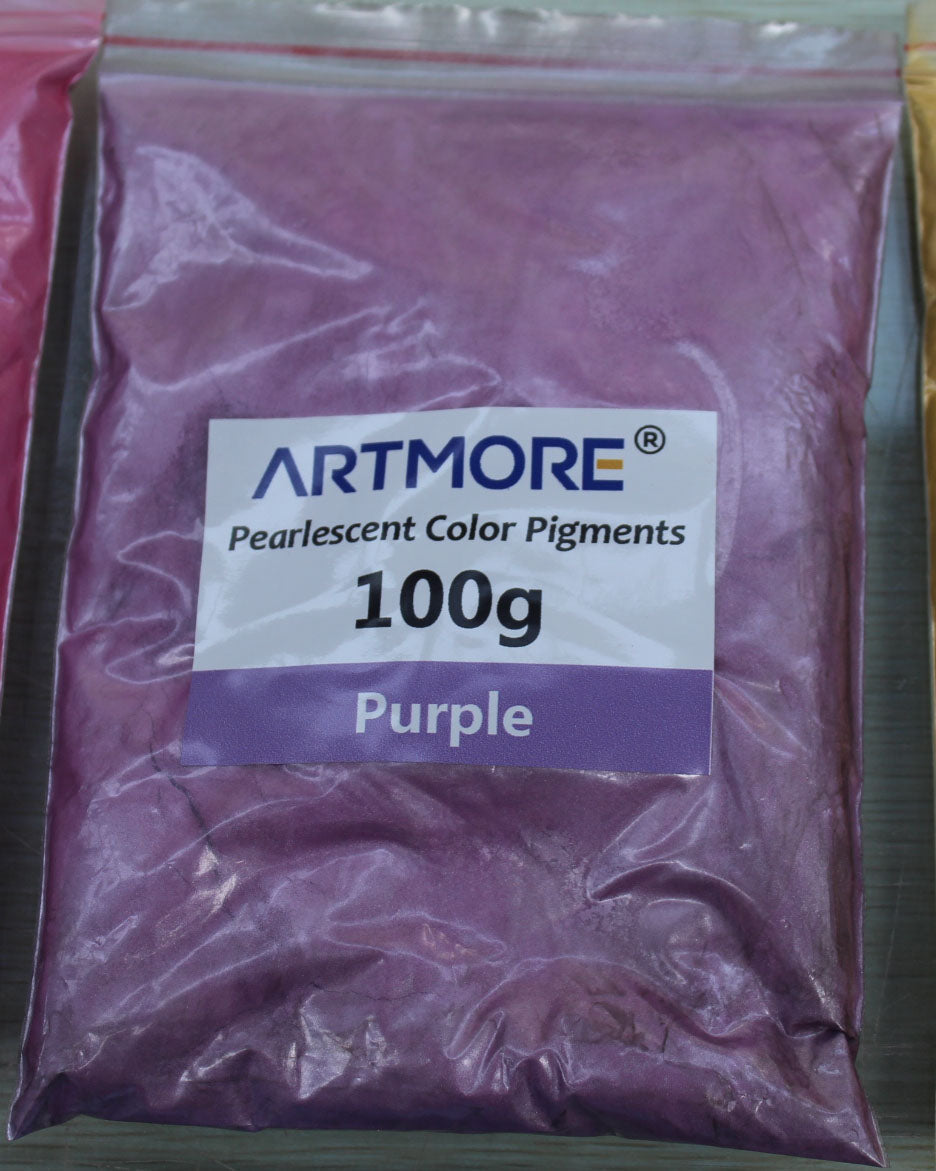 ARTMORE®
Pearlescent Color Pigments
100g
Purple